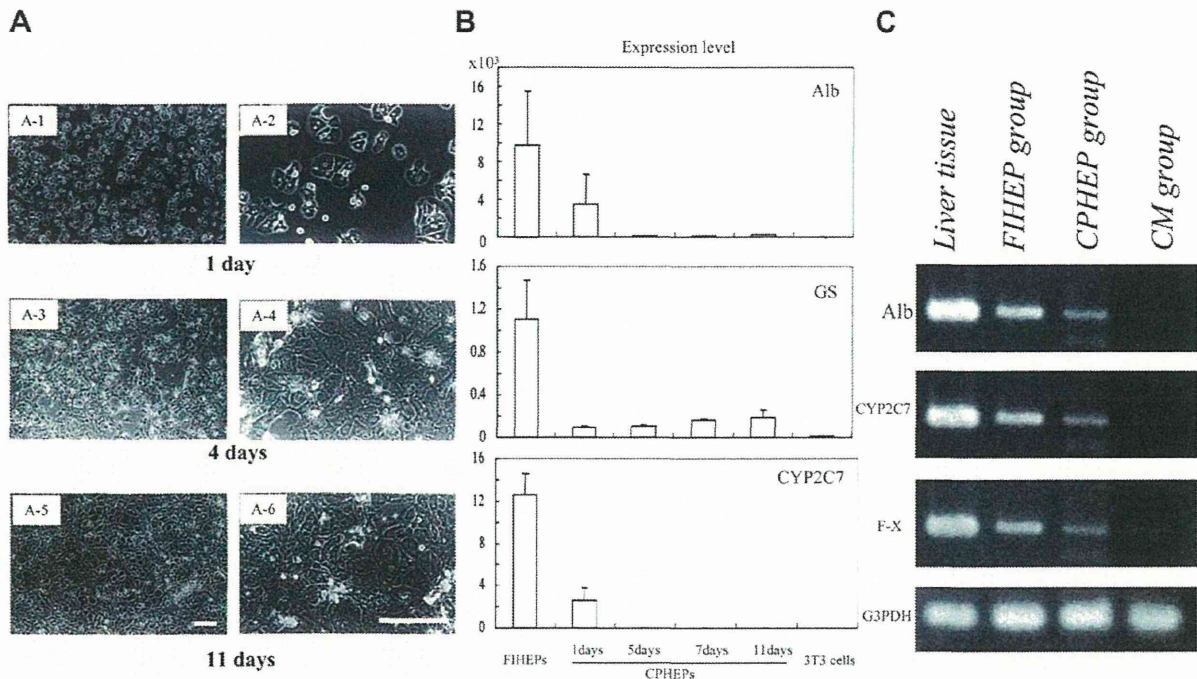 A
A-1
A-2
1 day
A-3
A-4
4 days
A-5
A-6
11 days
B
Expression level
x10³
Alb
16
12
8
4
0
GS
1.6
1.2
0.8
0.4
0
CYP2C7
16
12
8
4
0
FIHEPs
1days
5days
7days
11days
3T3 cells
CPHEPs
C
Liver tissue
FIHEP group
CPHEP group
CM group
Alb
CYP2C7
F-X
G3PDH